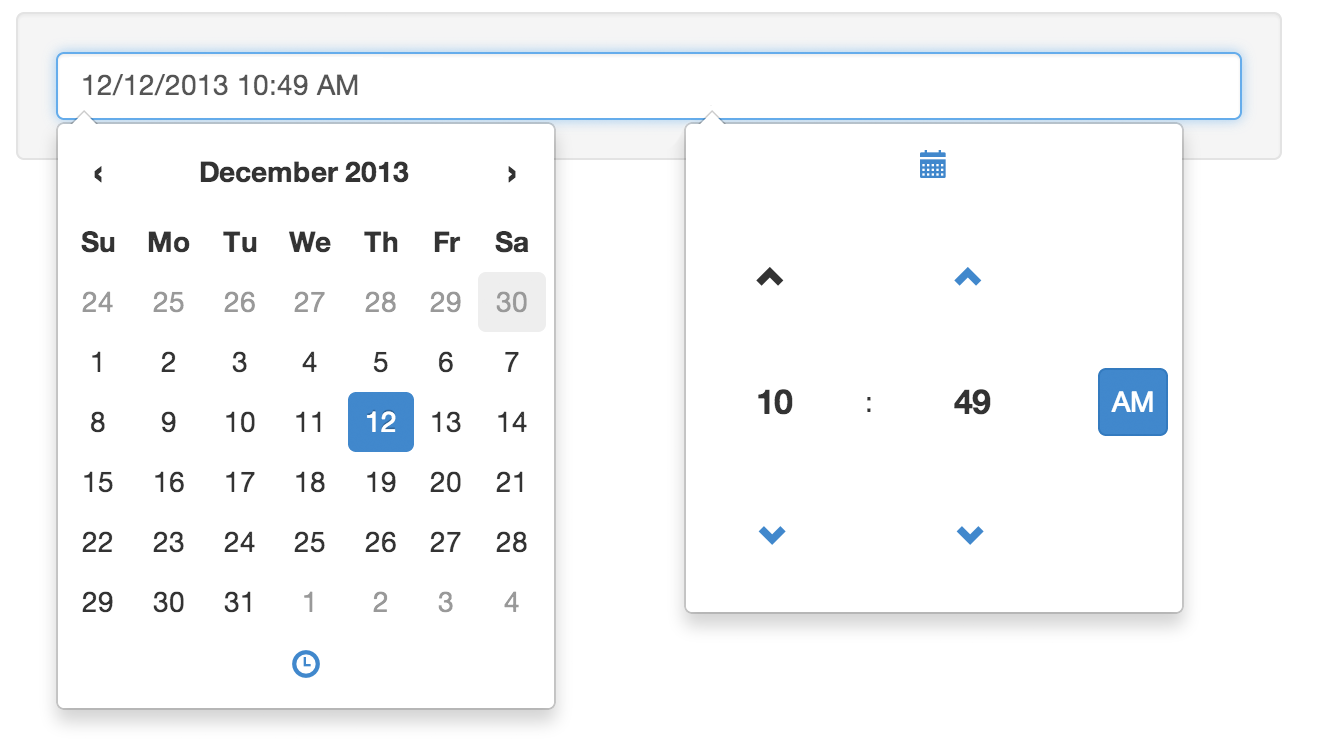 12/12/2013 10:49 AM
‹ December 2013 ›
Su Mo Tu We Th Fr Sa
24 25 26 27 28 29 30
1 2 3 4 5 6 7
8 9 10 11 12 13 14
15 16 17 18 19 20 21
22 23 24 25 26 27 28
29 30 31 1 2 3 4
10 : 49 AM